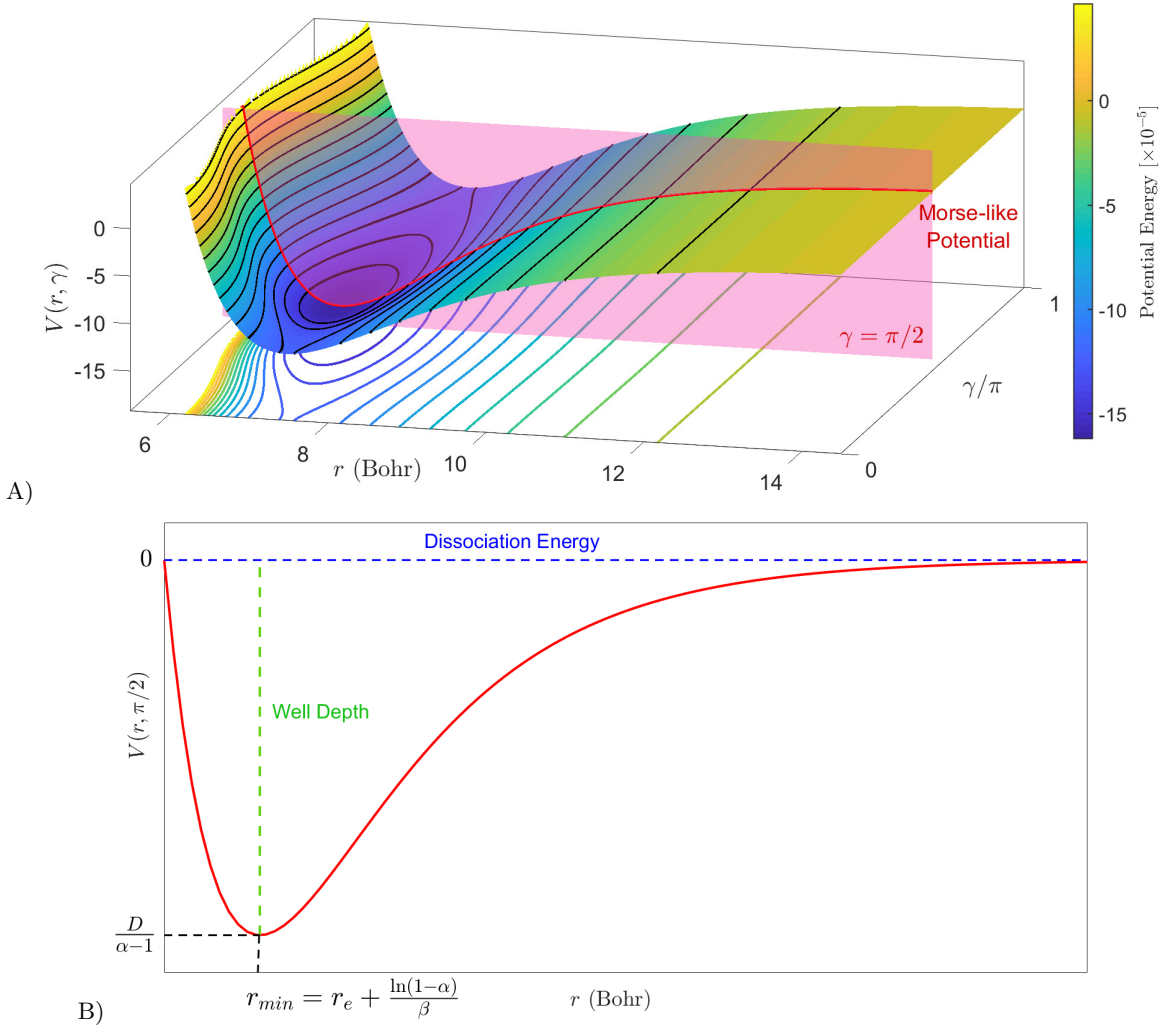 0
-5
-10
-15
V(r, γ)
6
8
10
12
14
r (Bohr)
0
1
γ/π
Morse-like
Potential
γ = π/2
0
-5
-10
-15
Potential Energy [×10⁻⁵]
A)
Dissociation Energy
0
Well Depth
V(r, π/2)
D/(α−1)
r_min = r_e + ln(1−α)/β
r (Bohr)
B)